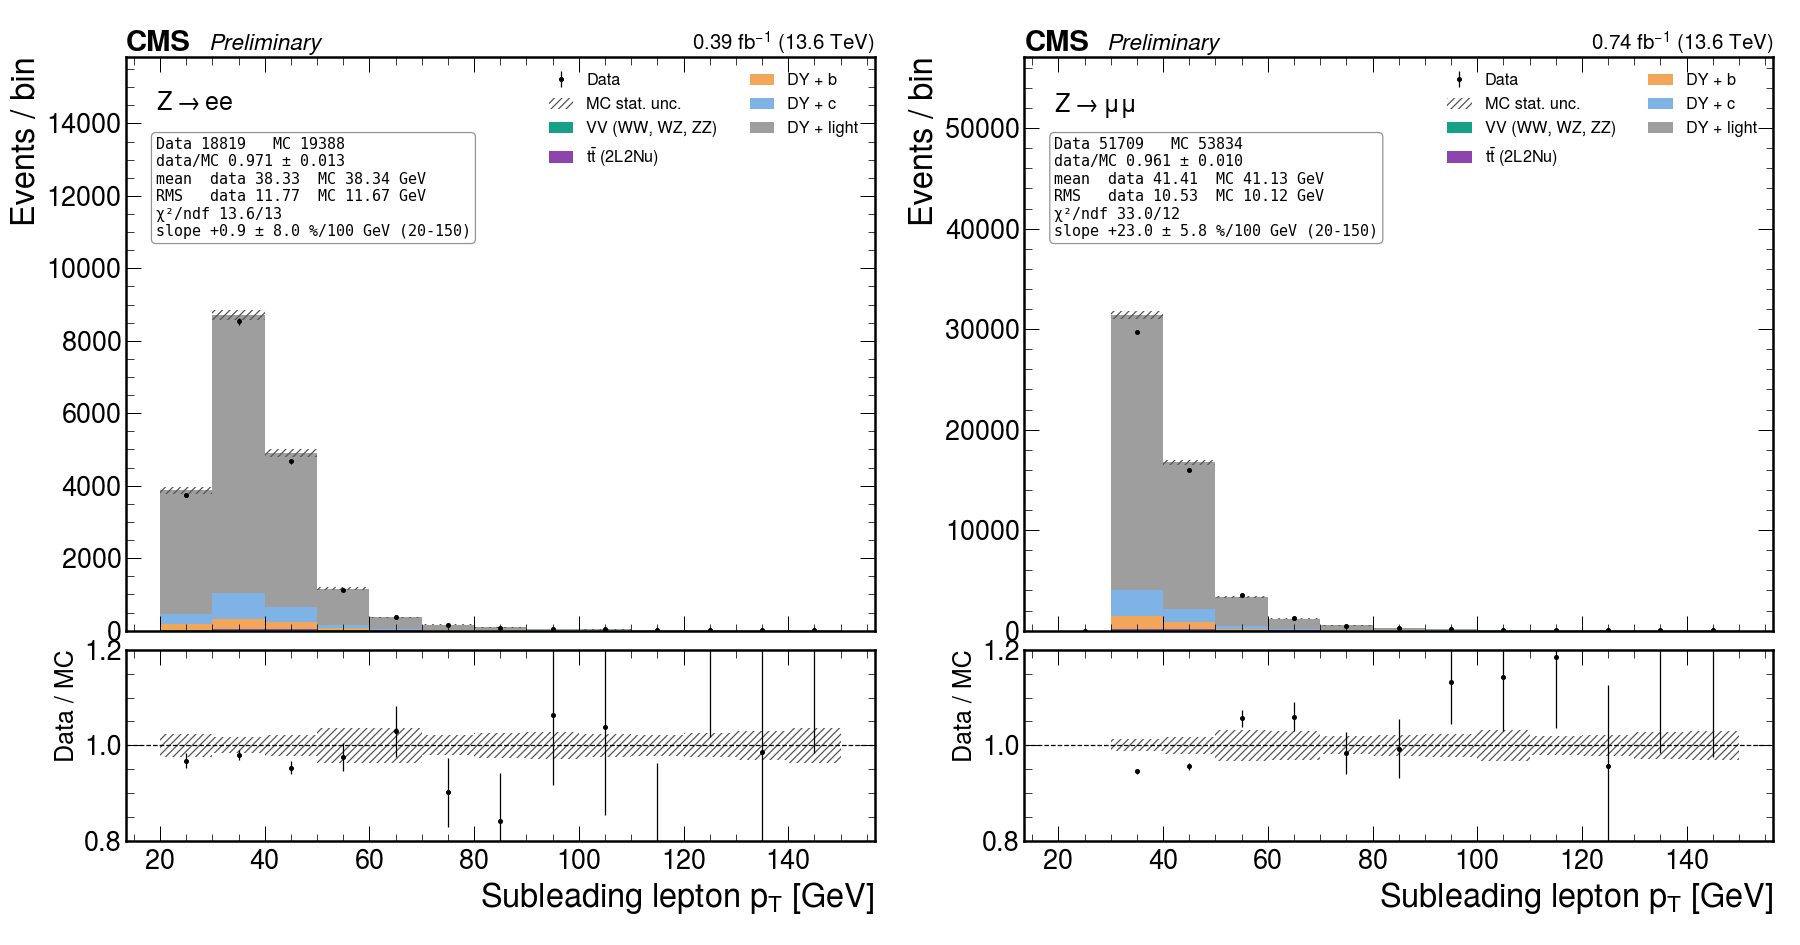 CMS Preliminary 0.39 fb⁻¹ (13.6 TeV)
Events / bin
Z → ee
Data
MC stat. unc.
VV (WW, WZ, ZZ)
tt̄ (2L2Nu)
DY + b
DY + c
DY + light
Data 18819   MC 19388
data/MC 0.971 ± 0.013
mean  data 38.33  MC 38.34 GeV
RMS   data 11.77  MC 11.67 GeV
χ²/ndf 13.6/13
slope +0.9 ± 8.0 %/100 GeV (20-150)
14000
12000
10000
8000
6000
4000
2000
0
Data / MC
1.2
1.0
0.8
20 40 60 80 100 120 140
Subleading lepton pT [GeV]
CMS Preliminary 0.74 fb⁻¹ (13.6 TeV)
Events / bin
Z → μμ
Data
MC stat. unc.
VV (WW, WZ, ZZ)
tt̄ (2L2Nu)
DY + b
DY + c
DY + light
Data 51709   MC 53834
data/MC 0.961 ± 0.010
mean  data 41.41  MC 41.13 GeV
RMS   data 10.53  MC 10.12 GeV
χ²/ndf 33.0/12
slope +23.0 ± 5.8 %/100 GeV (20-150)
50000
40000
30000
20000
10000
0
Data / MC
1.2
1.0
0.8
20 40 60 80 100 120 140
Subleading lepton pT [GeV]